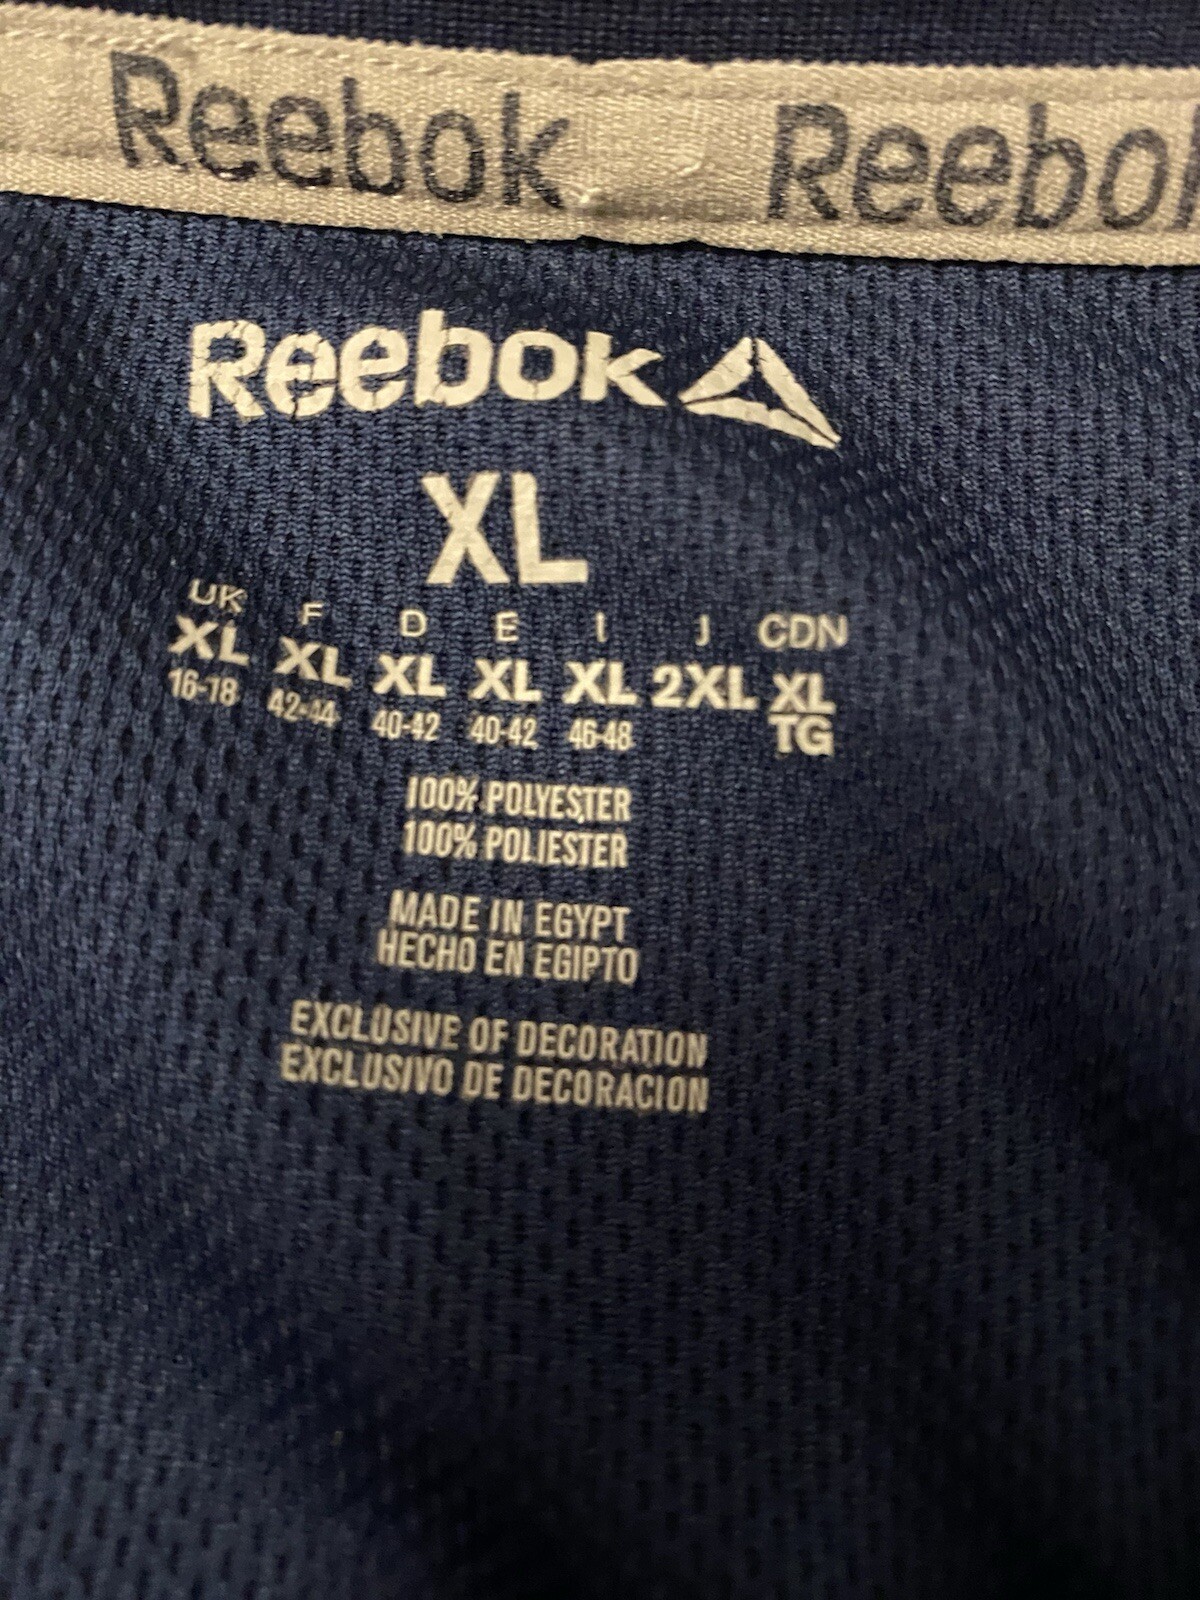 Reebok Reebok
Reebok
XL
UK F D E I J CDN
XL XL XL XL XL 2XL XL
16-18 42-44 40-42 40-42 46-48 TG
100% POLYESTER
100% POLIESTER
MADE IN EGYPT
HECHO EN EGIPTO
EXCLUSIVE OF DECORATION
EXCLUSIVO DE DECORACION